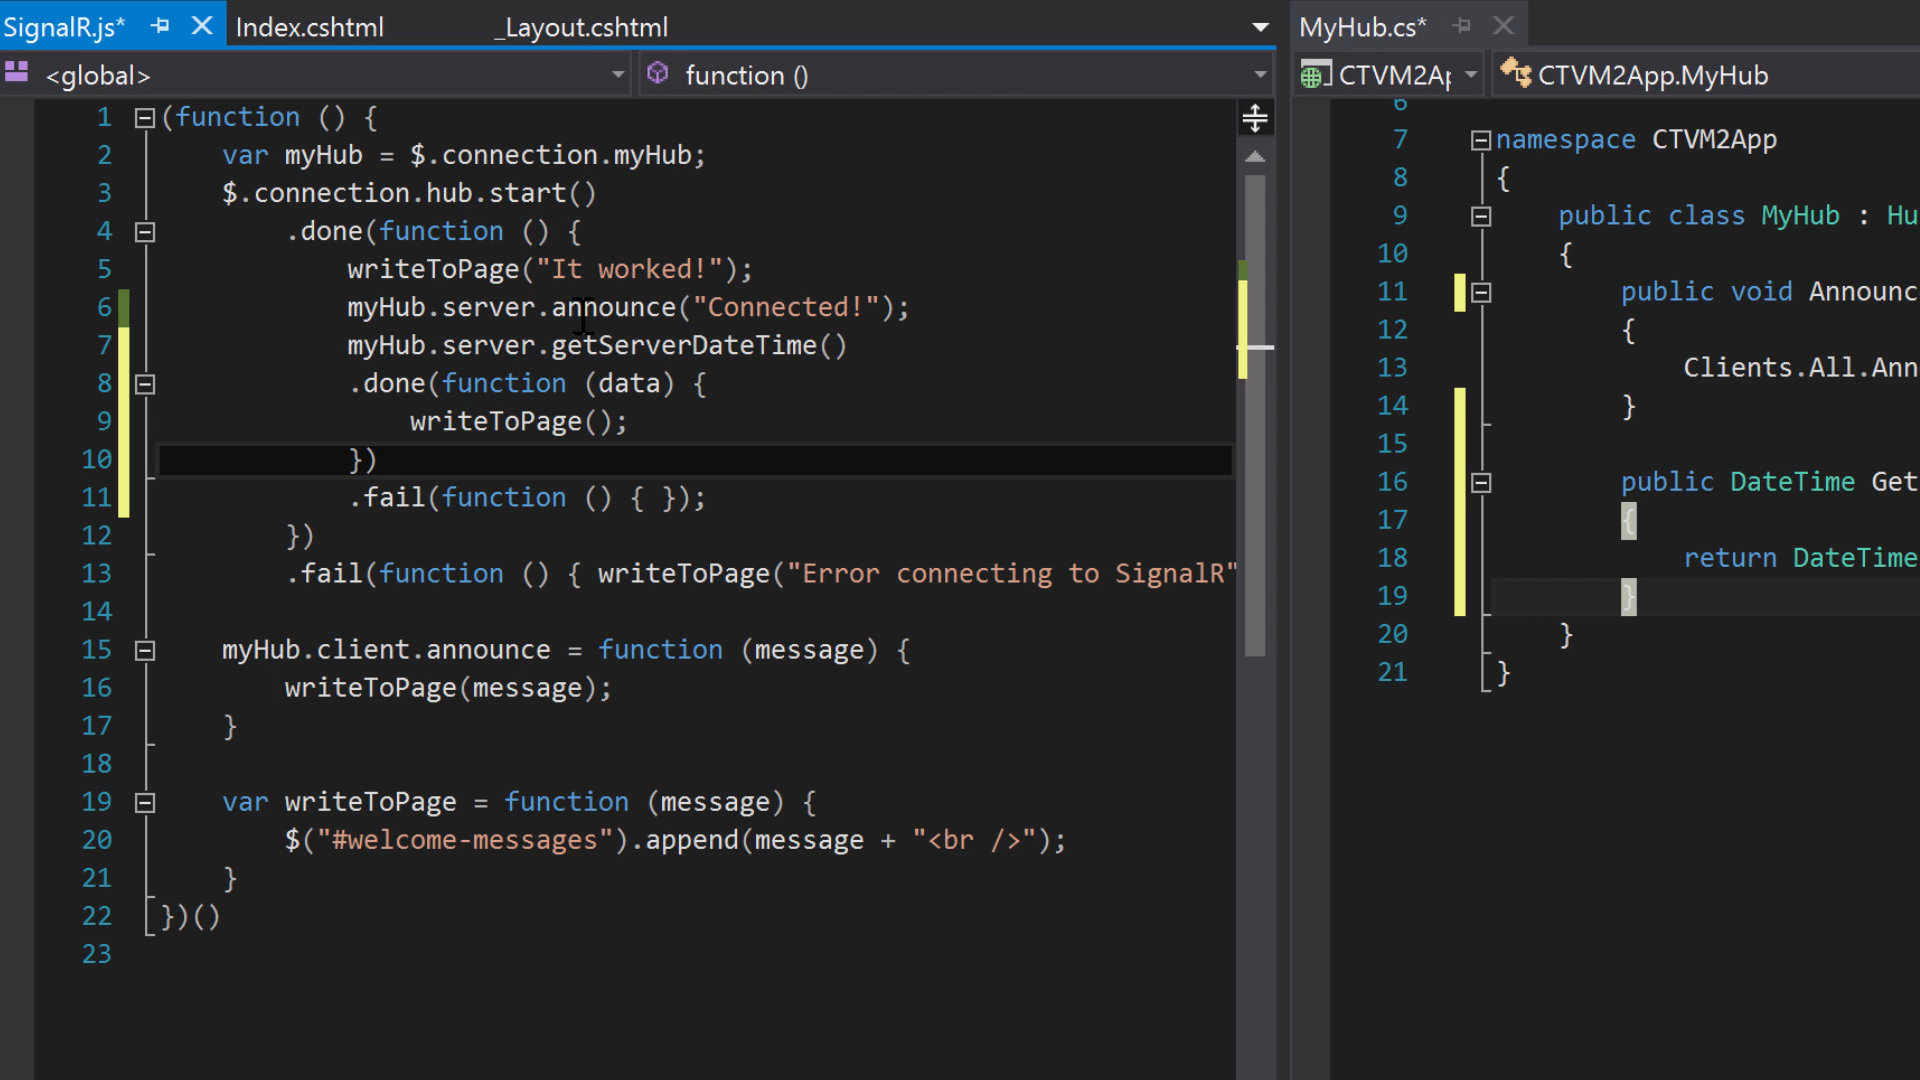 SignalR.js*
Index.cshtml
_Layout.cshtml
<global>
function ()
1 (function () {
2 var myHub = $.connection.myHub;
3 $.connection.hub.start()
4 .done(function () {
5 writeToPage("It worked!");
6 myHub.server.announce("Connected!");
7 myHub.server.getServerDateTime()
8 .done(function (data) {
9 writeToPage();
10 })
11 .fail(function () { });
12 })
13 .fail(function () { writeToPage("Error connecting to SignalR"
14
15 myHub.client.announce = function (message) {
16 writeToPage(message);
17 }
18
19 var writeToPage = function (message) {
20 $("#welcome-messages").append(message + "<br />");
21 }
22 })()
23
MyHub.cs*
CTVM2Ap
CTVM2App.MyHub
6
7 namespace CTVM2App
8 {
9 public class MyHub : Hu
10 {
11 public void Announc
12 {
13 Clients.All.Ann
14 }
15
16 public DateTime Get
17 {
18 return DateTime
19 }
20 }
21 }